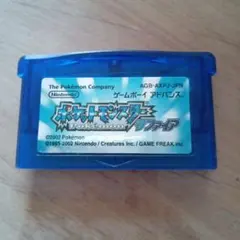 The Pokémon Company AGB-AXPJ-JPN
Nintendo ゲームボーイ アドバンス
ポケットモンスター
サファイア
©2002 Pokémon
©1995-2002 Nintendo / Creatures inc. / GAME FREAK inc.